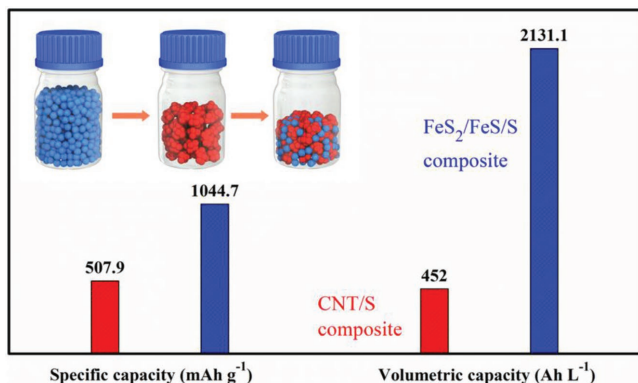 2131.1
FeS₂/FeS/S
composite
1044.7
507.9
452
CNT/S
composite
Specific capacity (mAh g⁻¹)
Volumetric capacity (Ah L⁻¹)